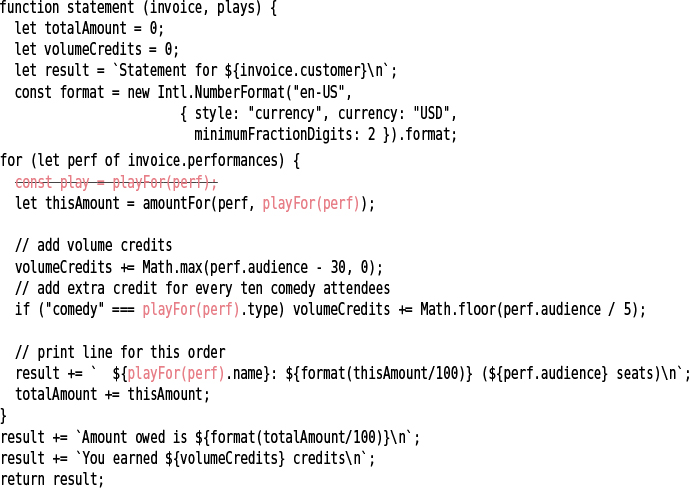 function statement (invoice, plays) {
  let totalAmount = 0;
  let volumeCredits = 0;
  let result = `Statement for ${invoice.customer}\n`;
  const format = new Intl.NumberFormat("en-US",
                        { style: "currency", currency: "USD",
                          minimumFractionDigits: 2 }).format;
for (let perf of invoice.performances) {
  const play = playFor(perf);
  let thisAmount = amountFor(perf, playFor(perf));

  // add volume credits
  volumeCredits += Math.max(perf.audience - 30, 0);
  // add extra credit for every ten comedy attendees
  if ("comedy" === playFor(perf).type) volumeCredits += Math.floor(perf.audience / 5);

  // print line for this order
  result += `  ${playFor(perf).name}: ${format(thisAmount/100)} (${perf.audience} seats)\n`;
  totalAmount += thisAmount;
}
result += `Amount owed is ${format(totalAmount/100)}\n`;
result += `You earned ${volumeCredits} credits\n`;
return result;